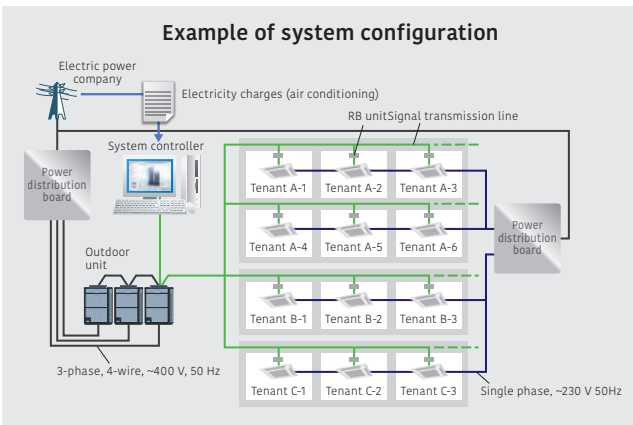 Example of system configuration
Electric power
company
Electricity charges (air conditioning)
RB unitSignal transmission line
System controller
Power
distribution
board
Tenant A-1
Tenant A-2
Tenant A-3
Power
distribution
board
Tenant A-4
Tenant A-5
Tenant A-6
Outdoor
unit
Tenant B-1
Tenant B-2
Tenant B-3
3-phase, 4-wire, ~400 V, 50 Hz
Tenant C-1
Tenant C-2
Tenant C-3
Single phase, ~230 V 50Hz